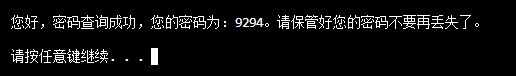 您好，密码查询成功，您的密码为：9294。请保管好您的密码不要再丢失了。
请按任意键继续. . .